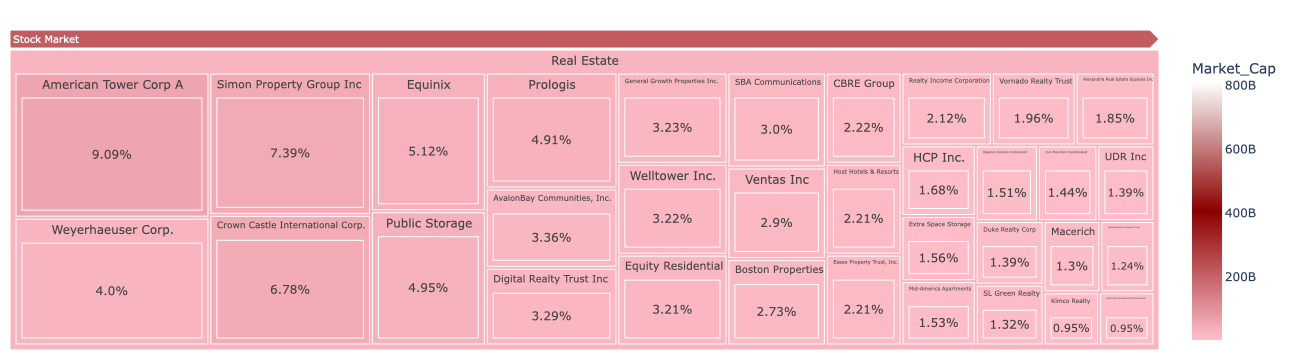 Stock Market
Real Estate
American Tower Corp A
9.09%
Weyerhaeuser Corp.
4.0%
Simon Property Group Inc
7.39%
Crown Castle International Corp.
6.78%
Equinix
5.12%
Public Storage
4.95%
Prologis
4.91%
AvalonBay Communities, Inc.
3.36%
Digital Realty Trust Inc
3.29%
General Growth Properties Inc.
3.23%
Welltower Inc.
3.22%
Equity Residential
3.21%
SBA Communications
3.0%
Ventas Inc
2.9%
Boston Properties
2.73%
CBRE Group
2.22%
Host Hotels & Resorts
2.21%
Essex Property Trust, Inc.
2.21%
Realty Income Corporation
2.12%
Vornado Realty Trust
1.96%
Alexandria Real Estate Equities Inc
1.85%
HCP Inc.
1.68%
Extra Space Storage
1.56%
Mid-America Apartments
1.53%
Regency Centers Corporation
1.51%
Iron Mountain Incorporated
1.44%
UDR Inc
1.39%
Duke Realty Corp
1.39%
SL Green Realty
1.32%
Macerich
1.3%
1.24%
Kimco Realty
0.95%
0.95%
Market_Cap
800B
600B
400B
200B